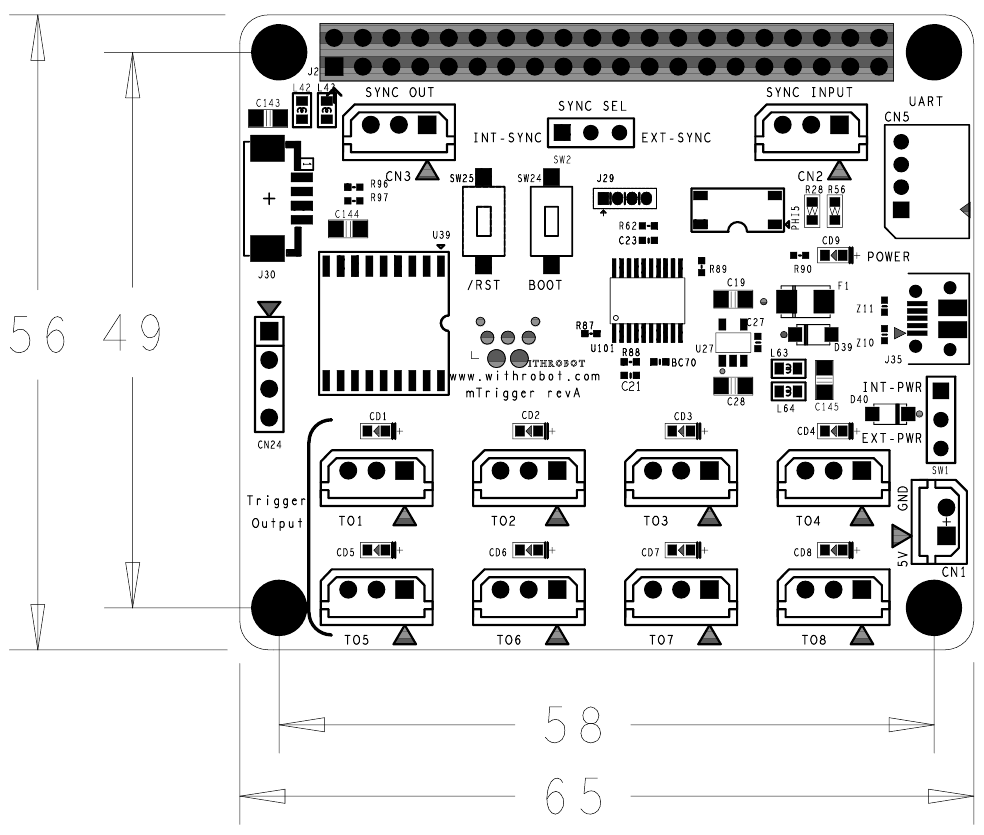 J2
L42
L43
C143
SYNC OUT
SYNC SEL
SYNC INPUT
UART
CN5
INT-SYNC
EXT-SYNC
SW2
CN3
CN2
1
R96
R97
C144
U39
SW25
SW24
J29
R62
C23
PHI5
R28
R56
CD9
POWER
R90
R89
J30
/RST
BOOT
C19
F1
Z11
Z10
J35
R87
U101
R88
C21
BC70
U27
C27
D39
L63
L64
C28
C145
ITHROBOT
www.withrobot.com
mTrigger revA
INT-PWR
D40
EXT-PWR
SW1
CN24
CD1
CD2
CD3
CD4
Trigger
Output
TO1
TO2
TO3
TO4
GND
5V
CN1
CD5
CD6
CD7
CD8
TO5
TO6
TO7
TO8
56
49
58
65